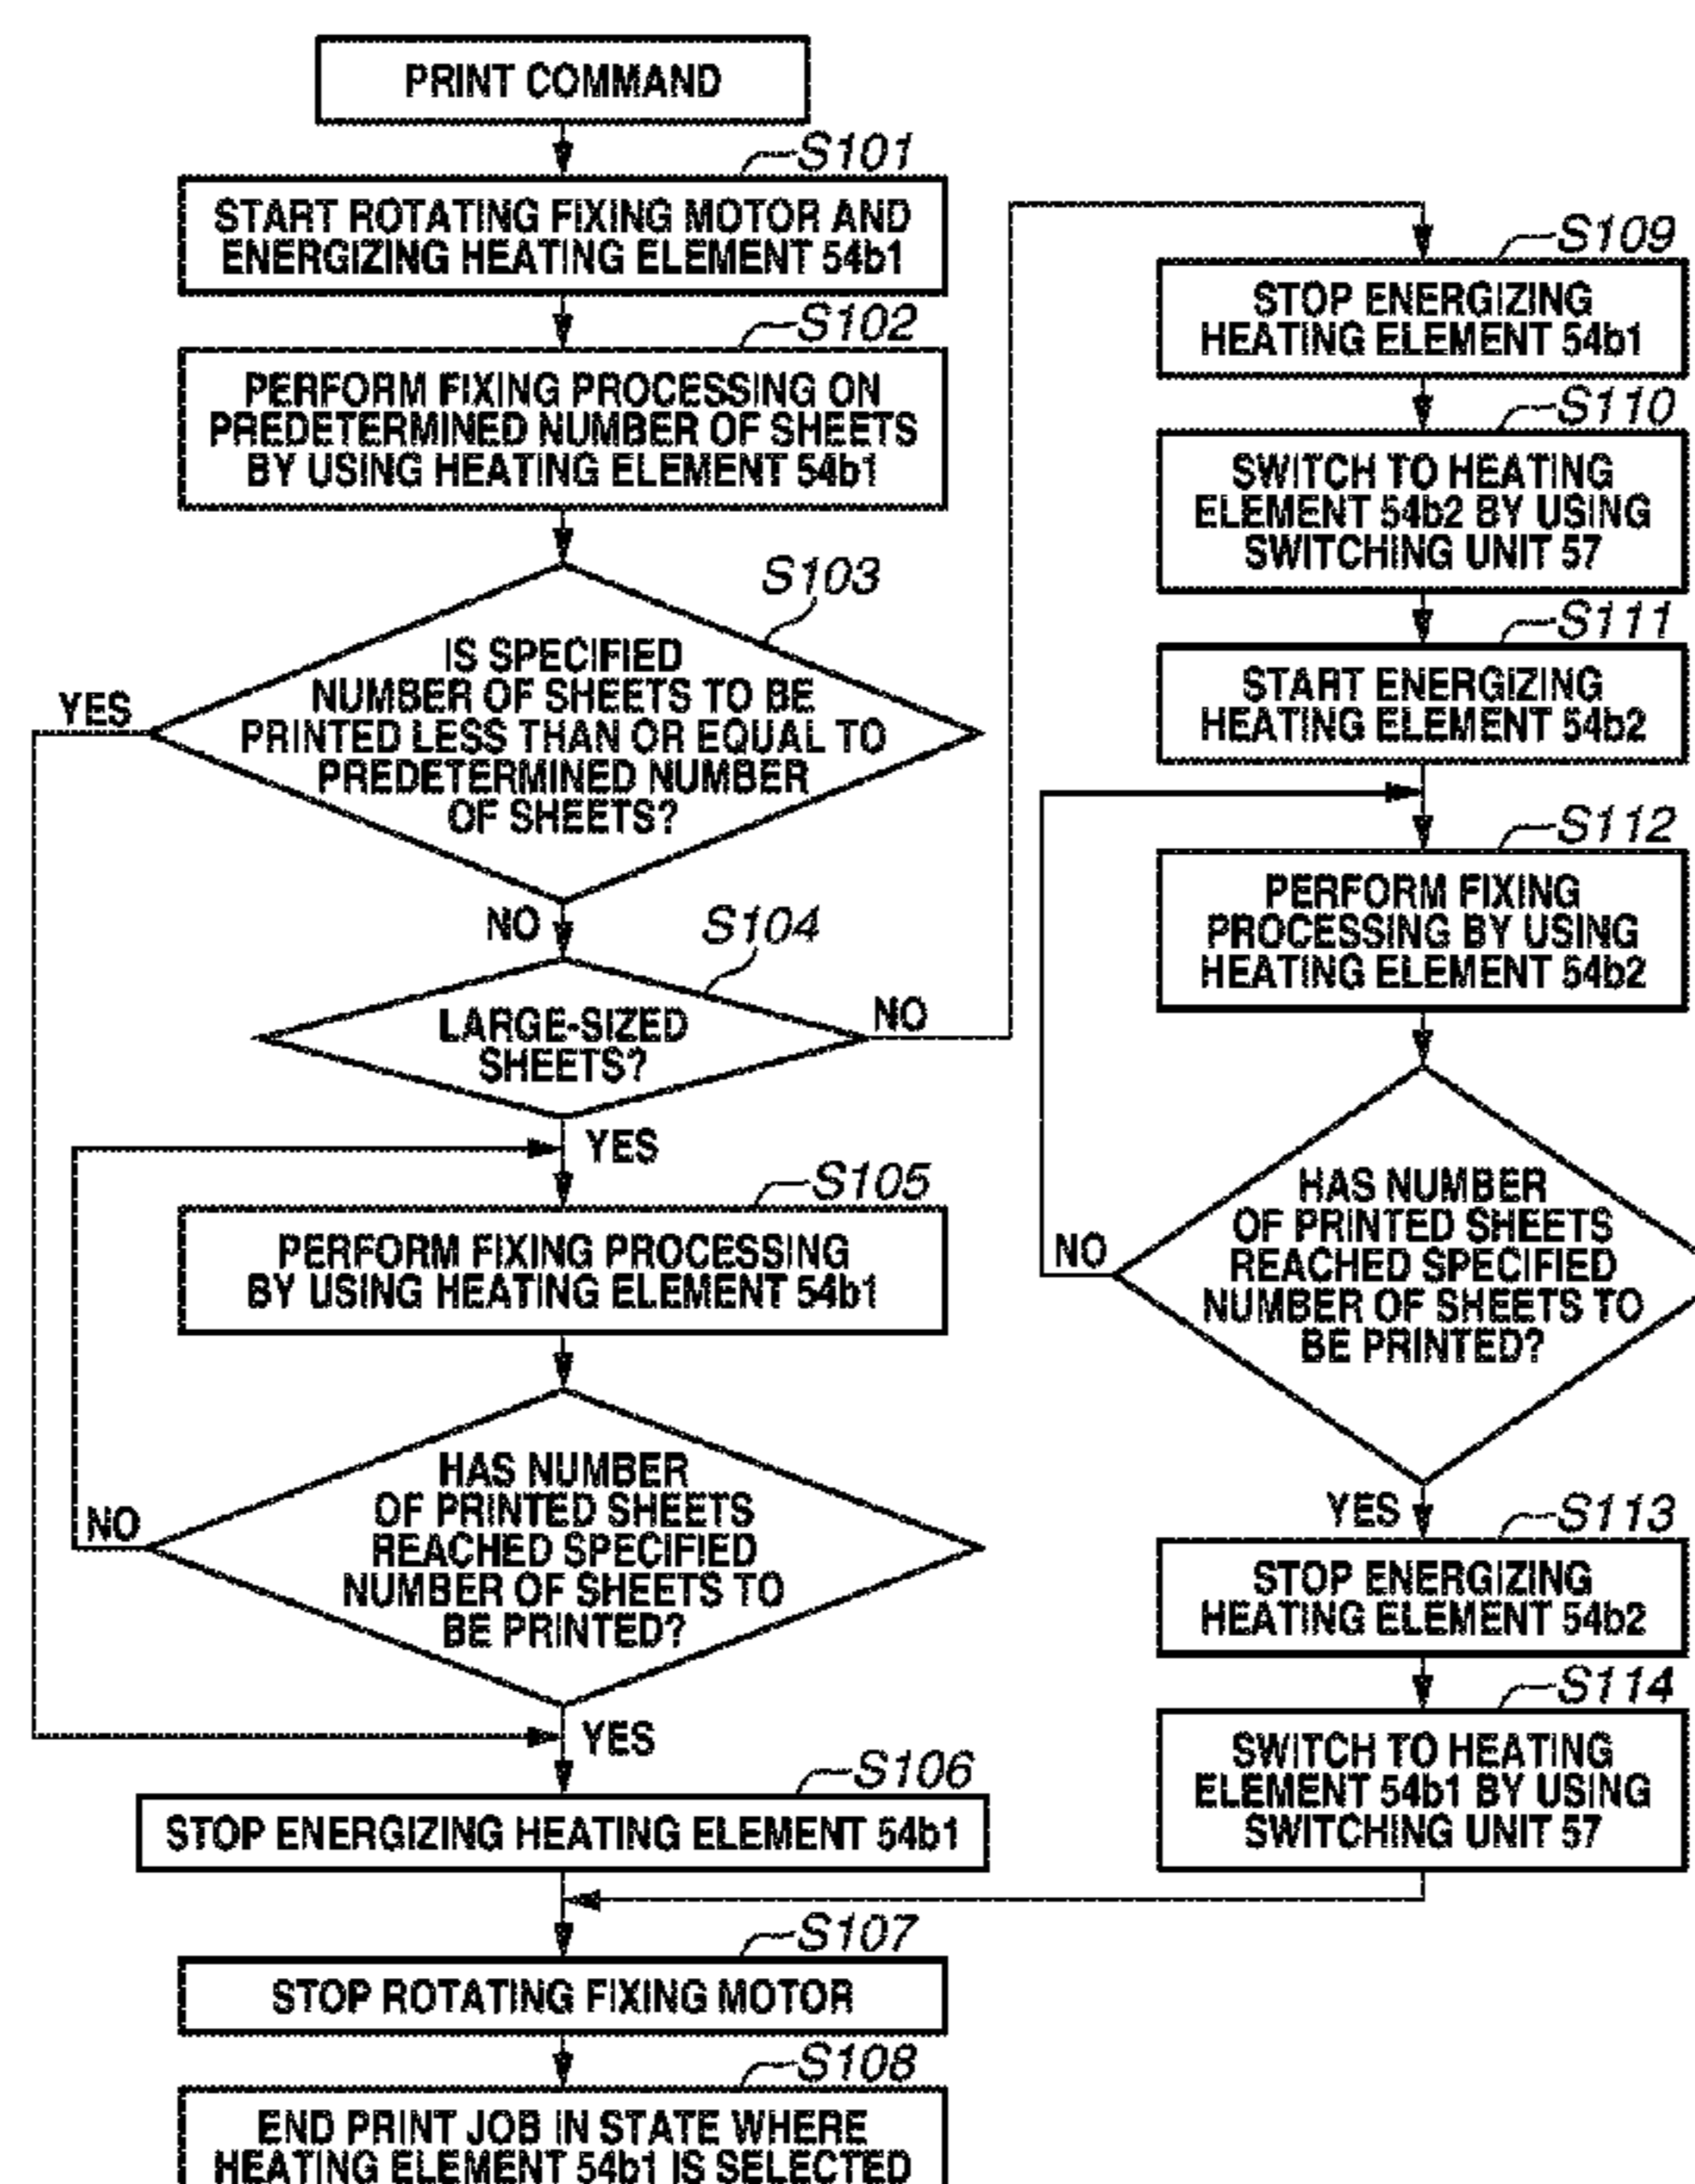 PRINT COMMAND
S101
START ROTATING FIXING MOTOR AND
ENERGIZING HEATING ELEMENT 54b1
S102
PERFORM FIXING PROCESSING ON
PREDETERMINED NUMBER OF SHEETS
BY USING HEATING ELEMENT 54b1
S103
IS SPECIFIED
NUMBER OF SHEETS TO BE
PRINTED LESS THAN OR EQUAL TO
PREDETERMINED NUMBER
OF SHEETS?
YES
NO
S104
LARGE-SIZED
SHEETS?
NO
YES
S105
PERFORM FIXING PROCESSING
BY USING HEATING ELEMENT 54b1
HAS NUMBER
OF PRINTED SHEETS
REACHED SPECIFIED
NUMBER OF SHEETS TO
BE PRINTED?
NO
YES
S106
STOP ENERGIZING HEATING ELEMENT 54b1
S107
STOP ROTATING FIXING MOTOR
S108
END PRINT JOB IN STATE WHERE
HEATING ELEMENT 54b1 IS SELECTED
S109
STOP ENERGIZING
HEATING ELEMENT 54b1
S110
SWITCH TO HEATING
ELEMENT 54b2 BY USING
SWITCHING UNIT 57
S111
START ENERGIZING
HEATING ELEMENT 54b2
S112
PERFORM FIXING
PROCESSING BY USING
HEATING ELEMENT 54b2
HAS NUMBER
OF PRINTED SHEETS
REACHED SPECIFIED
NUMBER OF SHEETS TO
BE PRINTED?
NO
YES
S113
STOP ENERGIZING
HEATING ELEMENT 54b2
S114
SWITCH TO HEATING
ELEMENT 54b1 BY USING
SWITCHING UNIT 57